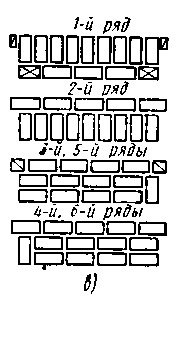 1-й ряд
2-й ряд
3-й, 5-й ряды
4-й, 6-й ряды
в)